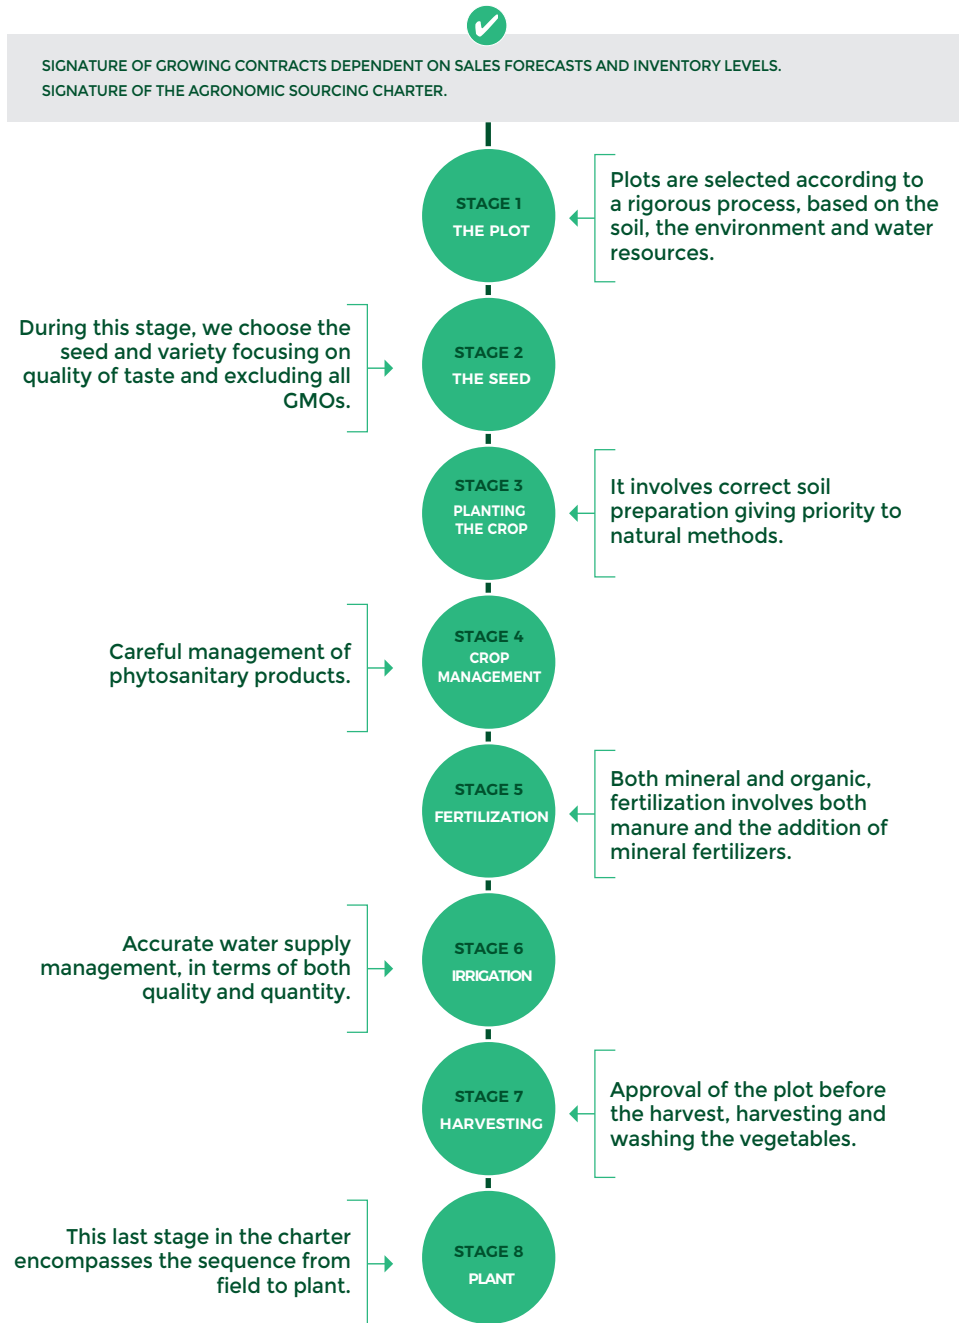 SIGNATURE OF GROWING CONTRACTS DEPENDENT ON SALES FORECASTS AND INVENTORY LEVELS.
SIGNATURE OF THE AGRONOMIC SOURCING CHARTER.
STAGE 1
THE PLOT
Plots are selected according to
a rigorous process, based on the
soil, the environment and water
resources.
During this stage, we choose the
seed and variety focusing on
quality of taste and excluding all
GMOs.
STAGE 2
THE SEED
STAGE 3
PLANTING
THE CROP
It involves correct soil
preparation giving priority to
natural methods.
Careful management of
phytosanitary products.
STAGE 4
CROP
MANAGEMENT
STAGE 5
FERTILIZATION
Both mineral and organic,
fertilization involves both
manure and the addition of
mineral fertilizers.
Accurate water supply
management, in terms of both
quality and quantity.
STAGE 6
IRRIGATION
STAGE 7
HARVESTING
Approval of the plot before
the harvest, harvesting and
washing the vegetables.
This last stage in the charter
encompasses the sequence from
field to plant.
STAGE 8
PLANT